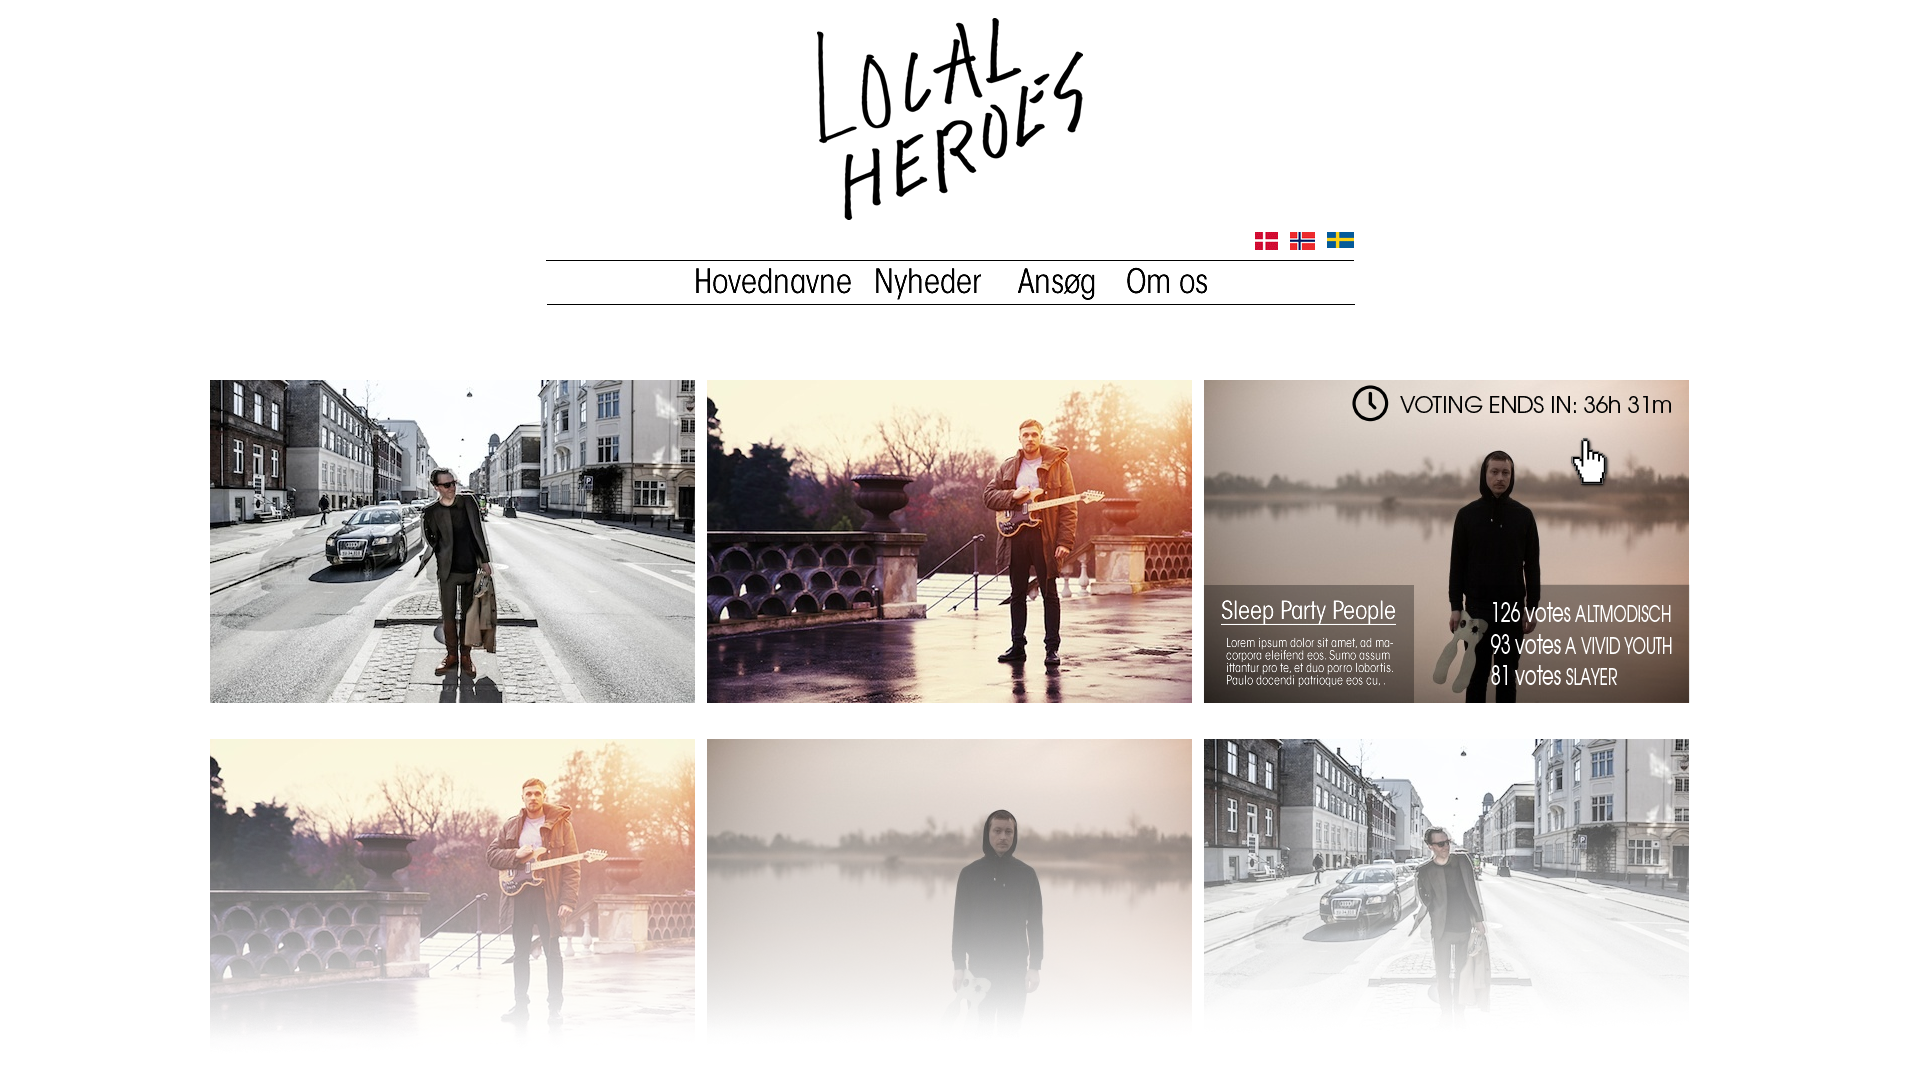 LOCAL
HEROES
Hovednavne Nyheder Ansøg Om os
VOTING ENDS IN: 36h 31m
Sleep Party People
Lorem ipsum dolor sit amet, ad ma-
corpora eleifend eos. Sumo assum
ittantur pro te, et duo porro lobortis.
Paulo docendi patrioque eos cu, .
126 votes ALTMODISCH
93 votes A VIVID YOUTH
81 votes SLAYER